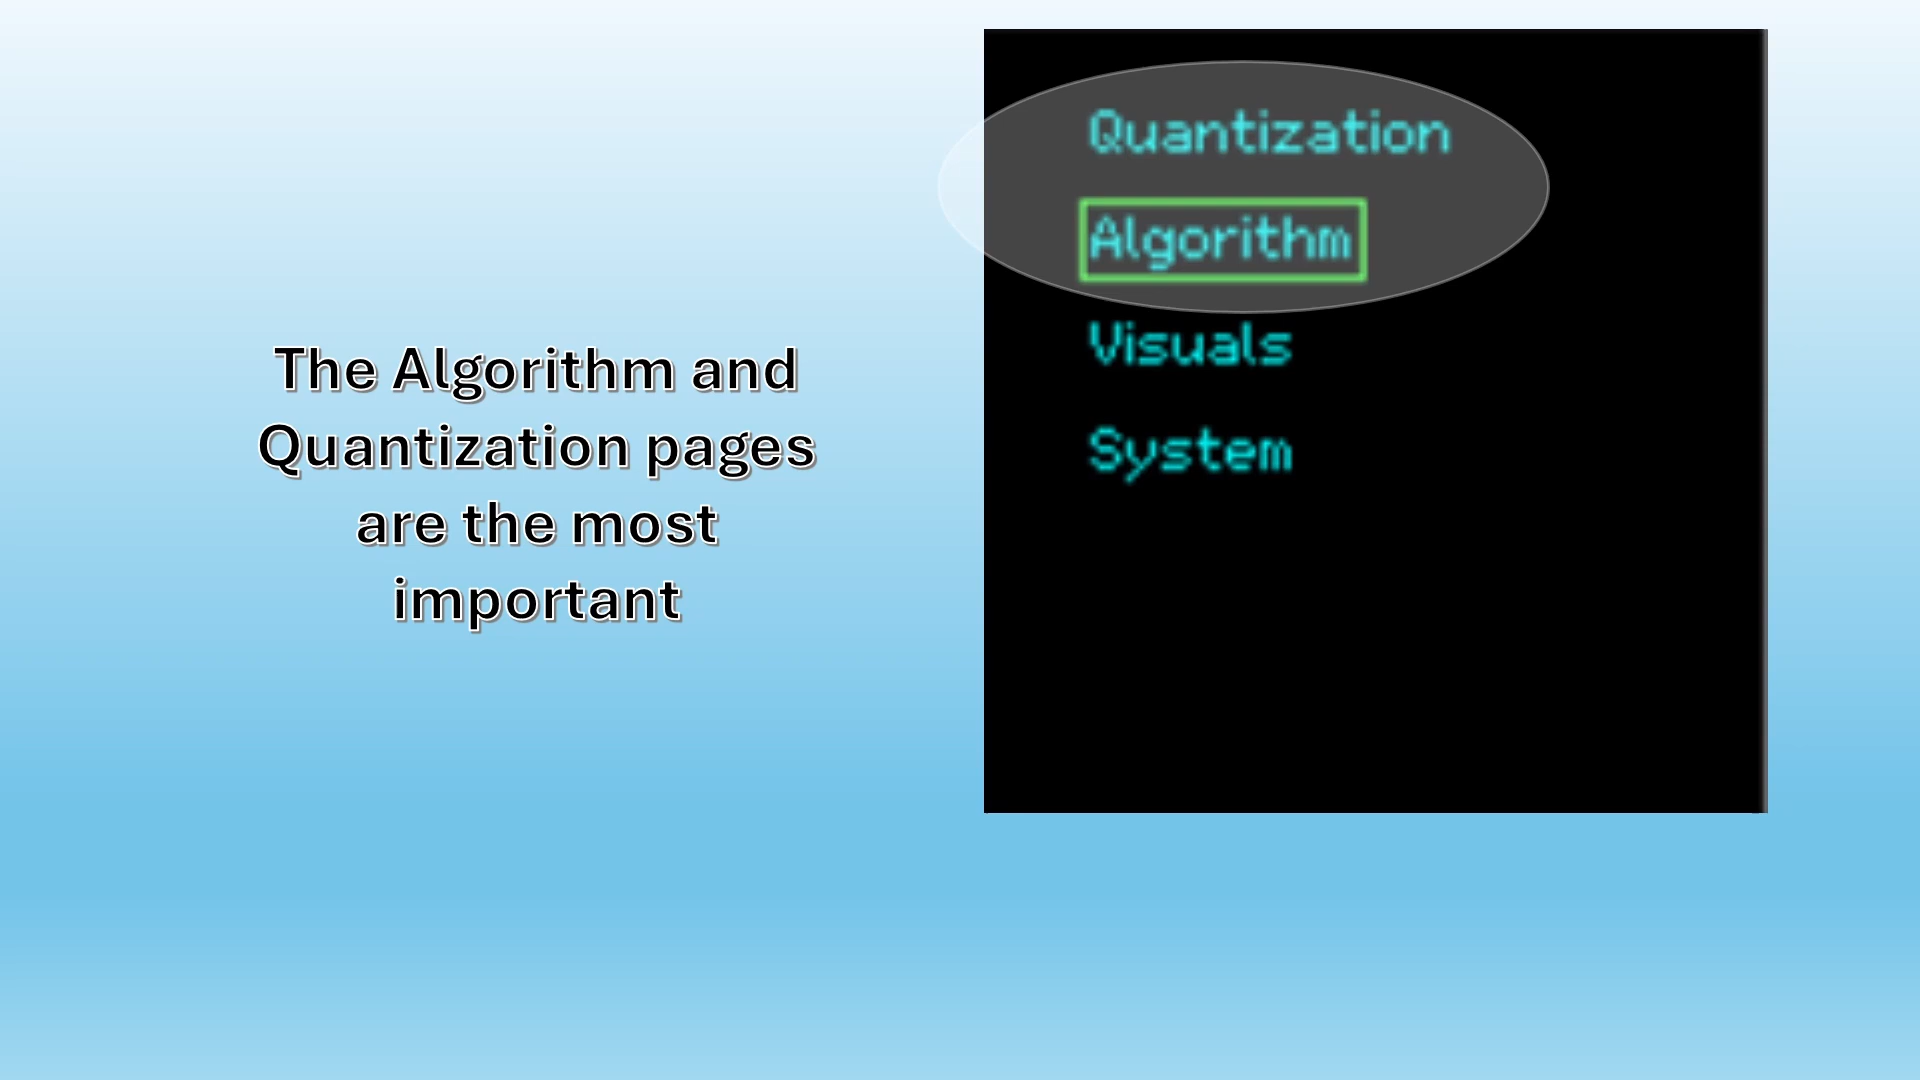 The Algorithm and
Quantization pages
are the most
important
Quantization
Algorithm
Visuals
System